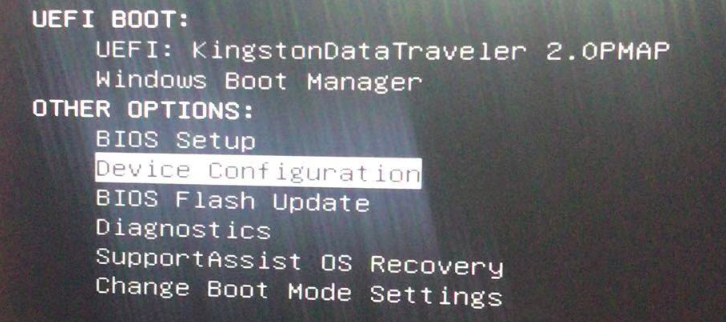 UEFI BOOT:
UEFI: KingstonDataTraveler 2.0PMAP
Windows Boot Manager
OTHER OPTIONS:
BIOS Setup
Device Configuration
BIOS Flash Update
Diagnostics
SupportAssist OS Recovery
Change Boot Mode Settings